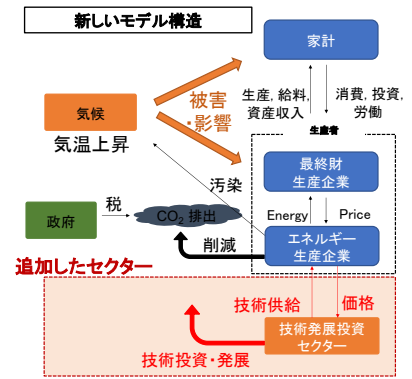 新しいモデル構造
家計
生産, 給料,
資産収入
消費, 投資,
労働
気候
気温上昇
被害
・影響
生産者
最終財
生産企業
汚染
政府
税
CO2 排出
Energy
Price
削減
エネルギー
生産企業
追加したセクター
技術供給
価格
技術発展投資
セクター
技術投資・発展